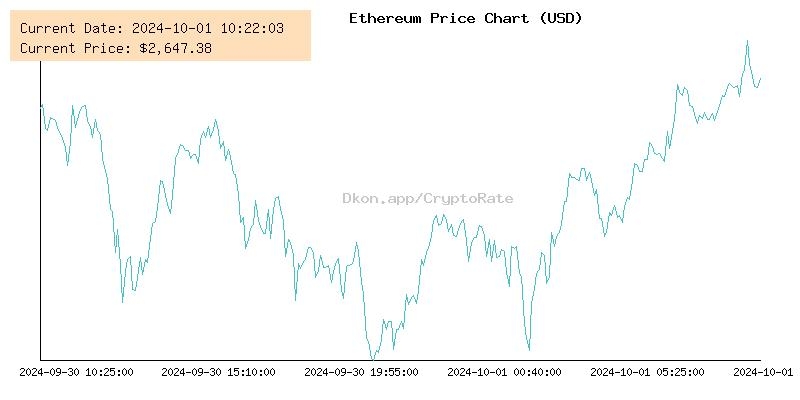 Ethereum Price Chart (USD)
Current Date: 2024-10-01 10:22:03
Current Price: $2,647.38
Dkon.app/CryptoRate
2024-09-30 10:25:00 2024-09-30 15:10:00 2024-09-30 19:55:00 2024-10-01 00:40:00 2024-10-01 05:25:00 2024-10-01